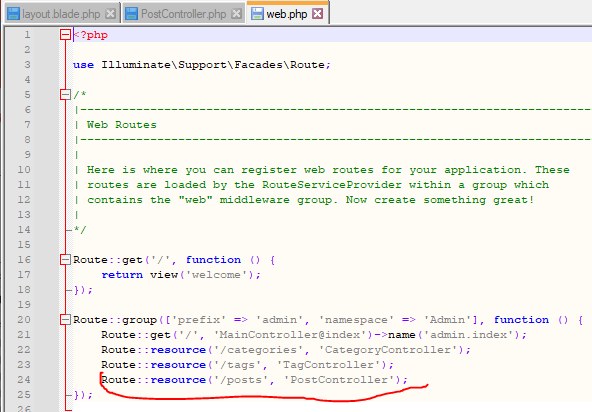 layout.blade.php PostController.php web.php
1 <?php
2
3 use Illuminate\Support\Facades\Route;
4
5 /*
6 |--------------------------------------------------------------------------
7 | Web Routes
8 |--------------------------------------------------------------------------
9 |
10 | Here is where you can register web routes for your application. These
11 | routes are loaded by the RouteServiceProvider within a group which
12 | contains the "web" middleware group. Now create something great!
13 |
14 */
15
16 Route::get('/', function () {
17 return view('welcome');
18 });
19
20 Route::group(['prefix' => 'admin', 'namespace' => 'Admin'], function () {
21 Route::get('/', 'MainController@index')->name('admin.index');
22 Route::resource('/categories', 'CategoryController');
23 Route::resource('/tags', 'TagController');
24 Route::resource('/posts', 'PostController');
25 });
26